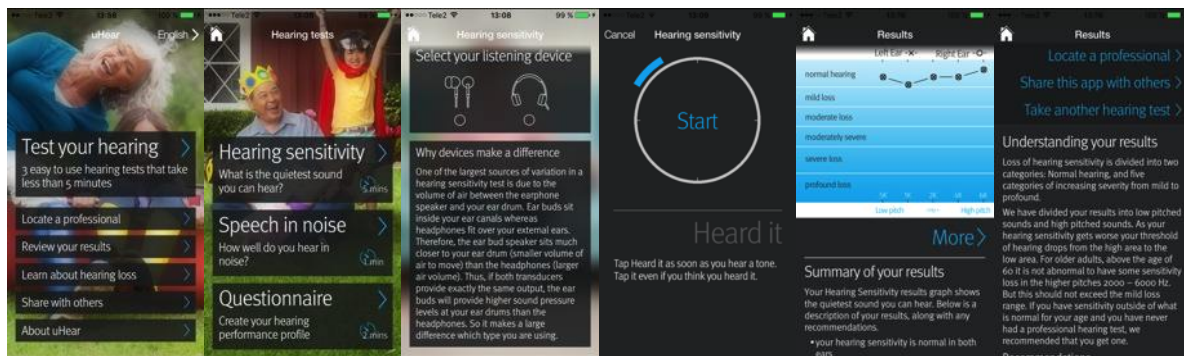 Tele2
13:08
100 %
uHear
English
Test your hearing
3 easy to use hearing tests that take
less than 5 minutes
Locate a professional
Review your results
Learn about hearing loss
Share with others
About uHear
Tele2
13:08
Hearing tests
Hearing sensitivity
What is the quietest sound
you can hear?
5 mins
Speech in noise
How well do you hear in
noise?
1 min
Questionnaire
Create your hearing
performance profile
2 mins
Tele2
13:08
99 %
Hearing sensitivity
Select your listening device
Why devices make a difference
One of the largest sources of variation in a
hearing sensitivity test is due to the
volume of air between the earphone
speaker and your ear drum. Ear buds sit
inside your ear canals whereas
headphones fit over your external ears.
Therefore, the ear bud speaker sits much
closer to your ear drum (smaller volume of
air to move) than the headphones (larger
air volume). Thus, if both transducers
provide exactly the same output, the ear
buds will provide higher sound pressure
levels at your ear drums than the
headphones. So it makes a large
difference which type you are using.
Cancel
Hearing sensitivity
Start
Heard it
Tap Heard it as soon as you hear a tone.
Tap it even if you think you heard it.
Results
Left Ear -X-
Right Ear -O-
normal hearing
mild loss
moderate loss
moderately severe
severe loss
profound loss
Low pitch
High pitch
More
Summary of your results
Your Hearing Sensitivity results graph shows
the quietest sound you can hear. Below is a
description of your results, along with any
recommendations.
• your hearing sensitivity is normal in both
ears
Results
Locate a professional
Share this app with others
Take another hearing test
Understanding your results
Loss of hearing sensitivity is divided into two
categories: Normal hearing, and five
categories of increasing severity from mild to
profound.
We have divided your results into low pitched
sounds and high pitched sounds. As your
hearing sensitivity gets worse your threshold
of hearing drops from the high area to the
low area. For older adults, above the age of
60 it is not abnormal to have some sensitivity
loss in the higher pitches 2000 – 6000 Hz.
But this should not exceed the mild loss
range. If you have sensitivity outside of what
is normal for your age and you have never
had a professional hearing test, we
recommended that you get one.